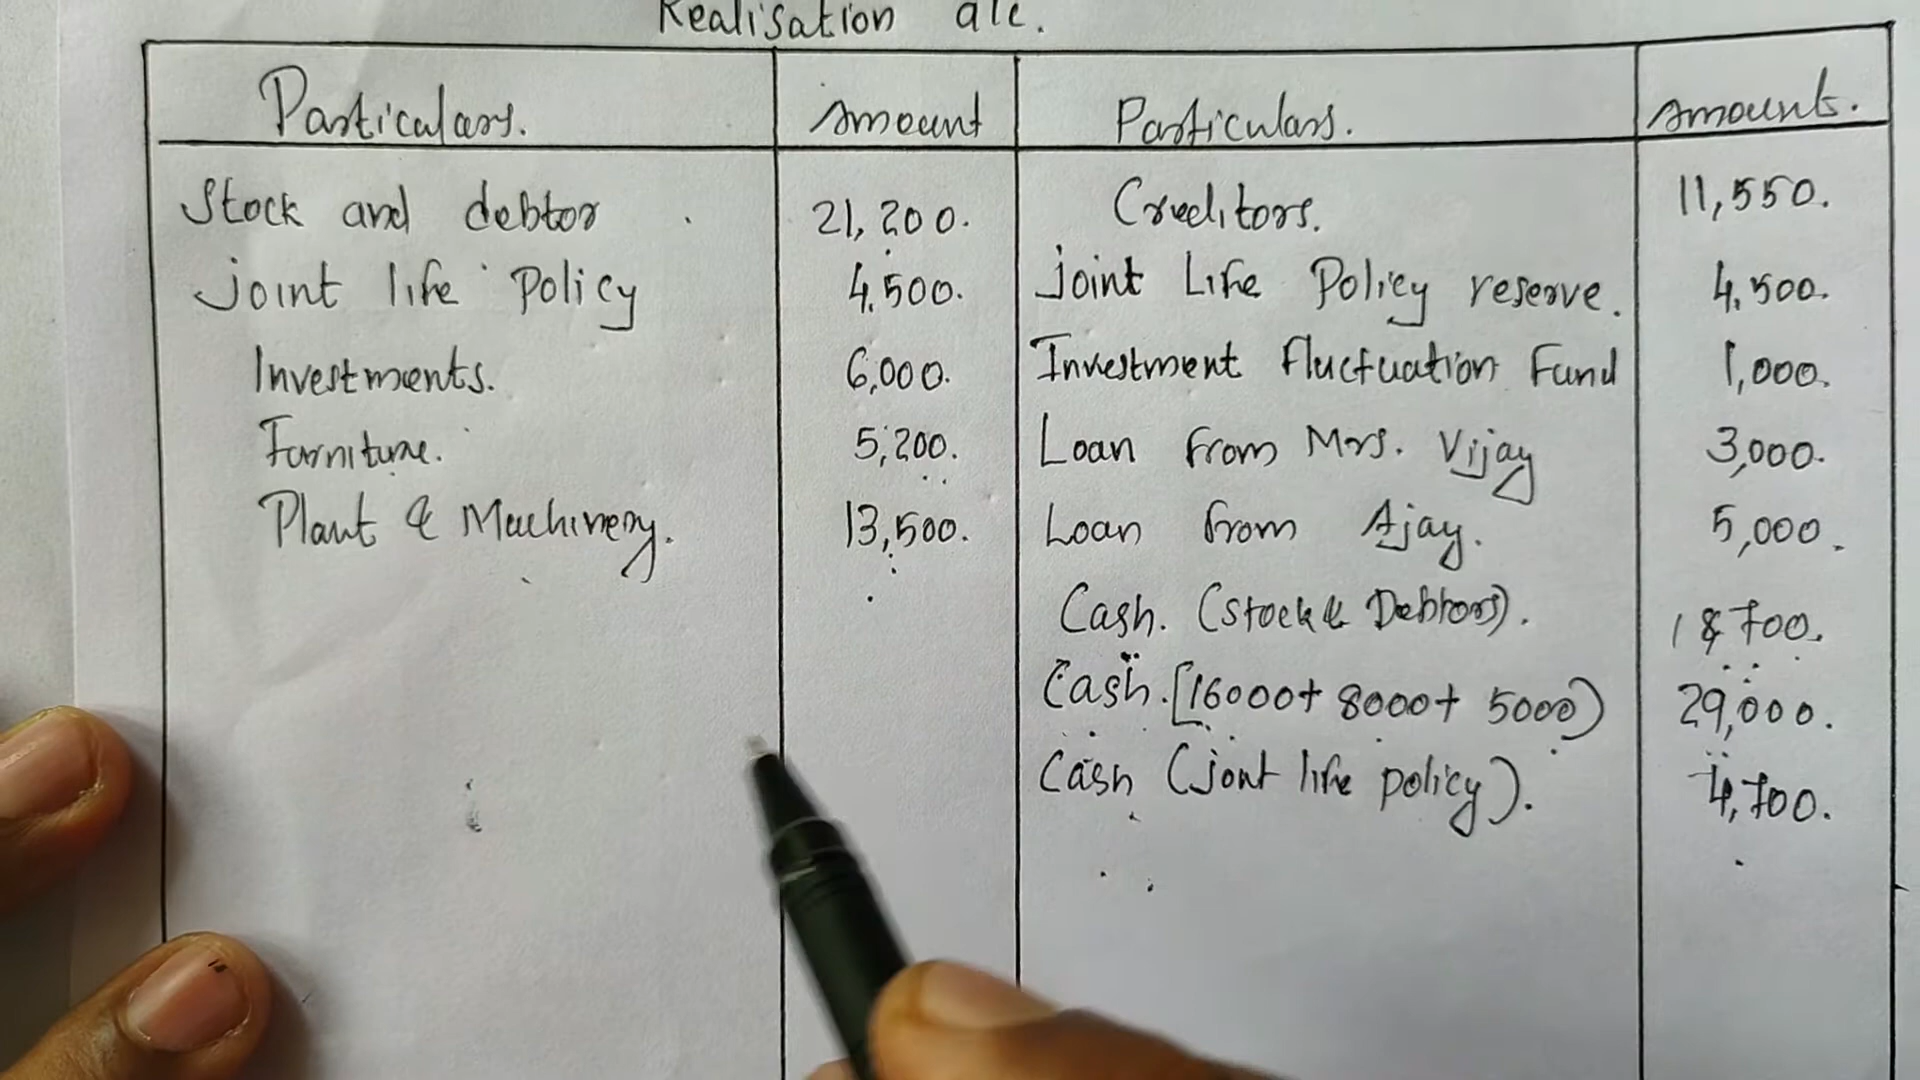 Realisation a/c.
Particulars. Amount Particulars. Amounts.
Stock and debtor 21,200. Creditors. 11,550.
joint life Policy 4,500. joint Life Policy reserve. 4,500.
Investments. 6,000. Investment Fluctuation Fund 1,000.
Furniture. 5,200. Loan from Mrs. Vijay 3,000.
Plant & Machinery. 13,500. Loan from Ajay. 5,000.
Cash. (Stock & Debtors). 18700.
Cash. [16000+ 8000+ 5000) 29,000.
Cash (jont life policy). 4,700.